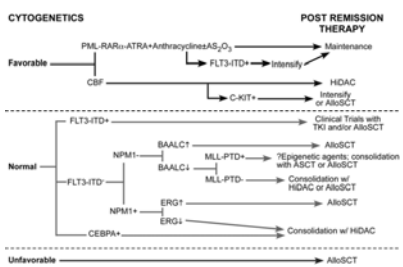 CYTOGENETICS
POST REMISSION
THERAPY
PML-RARα-ATRA+Anthracycline±AS₂O₃
Maintenance
Favorable
FLT3-ITD+
Intensify
CBF
HiDAC
C-KIT+
Intensify
or AlloSCT
FLT3-ITD+
Clinical Trials with
TKI and/or AlloSCT
BAALC↑
AlloSCT
NPM1-
MLL-PTD+
?Epigenetic agents; consolidation
with ASCT or AlloSCT
BAALC↓
Normal
FLT3-ITD-
MLL-PTD-
Consolidation w/
HiDAC or AlloSCT
ERG↑
AlloSCT
NPM1+
ERG↓
CEBPA+
Consolidation w/ HiDAC
Unfavorable
AlloSCT